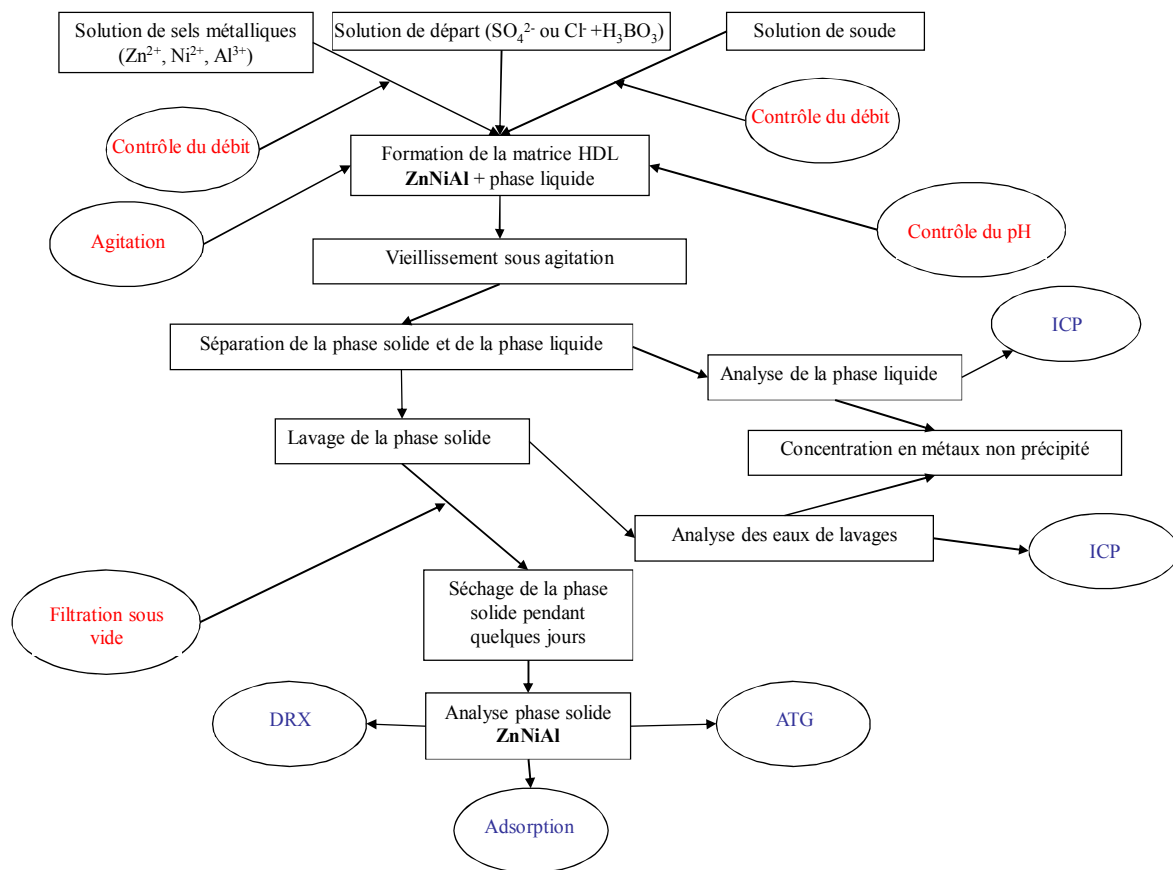 Solution de sels métalliques
(Zn²⁺, Ni²⁺, Al³⁺)
Solution de départ (SO₄²⁻ ou Cl⁻ +H₃BO₃)
Solution de soude
Contrôle du débit
Contrôle du débit
Formation de la matrice HDL
ZnNiAl + phase liquide
Agitation
Contrôle du pH
Vieillissement sous agitation
ICP
Séparation de la phase solide et de la phase liquide
Analyse de la phase liquide
Lavage de la phase solide
Concentration en métaux non précipité
Analyse des eaux de lavages
ICP
Filtration sous
vide
Séchage de la phase
solide pendant
quelques jours
DRX
Analyse phase solide
ZnNiAl
ATG
Adsorption